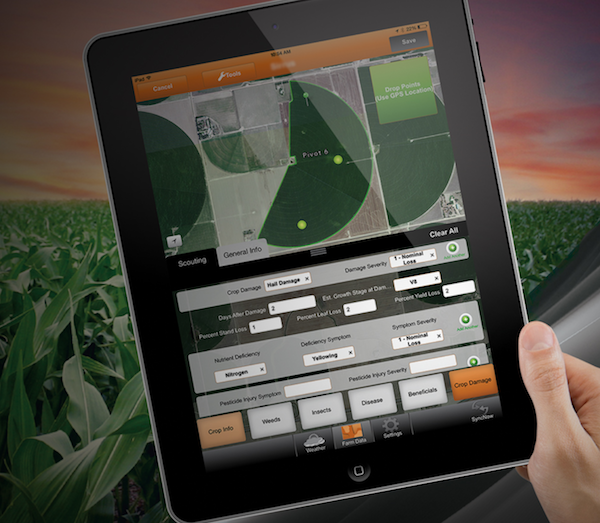 iPad
22%
Cancel
Tools
Save
Drop Points
(Use GPS Location)
Pivot 6
Scouting
General Info
Clear All
Crop Damage
Hail Damage
Damage Severity
1 - Nominal
Loss
Days After Damage
2
Est. Growth Stage at Dam...
V8
Percent Stand Loss
1
Percent Leaf Loss
2
Percent Yield Loss
2
Nutrient Deficiency
Nitrogen
Deficiency Symptom
Yellowing
Symptom Severity
1 - Nominal
Loss
Pesticide Injury Symptom
Pesticide Injury Severity
Crop Info
Weeds
Insects
Disease
Beneficials
Crop Damage
Weather
Farm Data
Settings
SyncNow